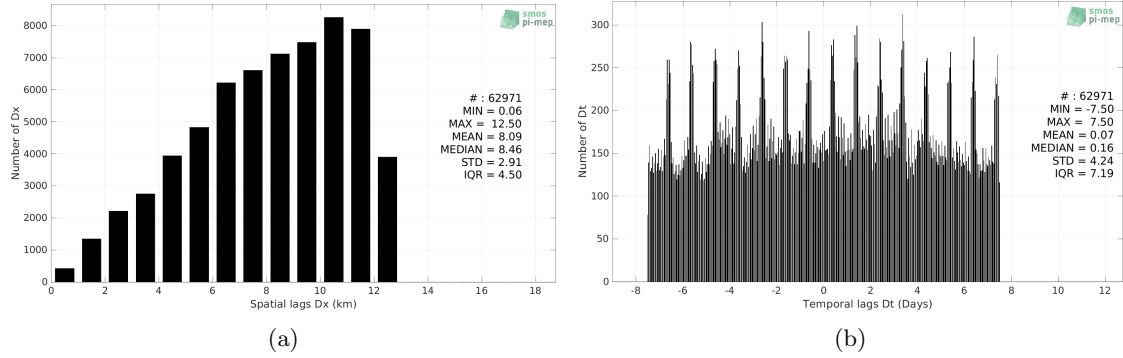 smos
pi-mep
Number of Dx
8000
7000
6000
5000
4000
3000
2000
1000
0
# : 62971
MIN = 0.06
MAX = 12.50
MEAN = 8.09
MEDIAN = 8.46
STD = 2.91
IQR = 4.50
0 2 4 6 8 10 12 14 16 18
Spatial lags Dx (km)
(a)
smos
pi-mep
Number of Dt
300
250
200
150
100
50
0
# : 62971
MIN = -7.50
MAX = 7.50
MEAN = 0.07
MEDIAN = 0.16
STD = 4.24
IQR = 7.19
-8 -6 -4 -2 0 2 4 6 8 10 12
Temporal lags Dt (Days)
(b)